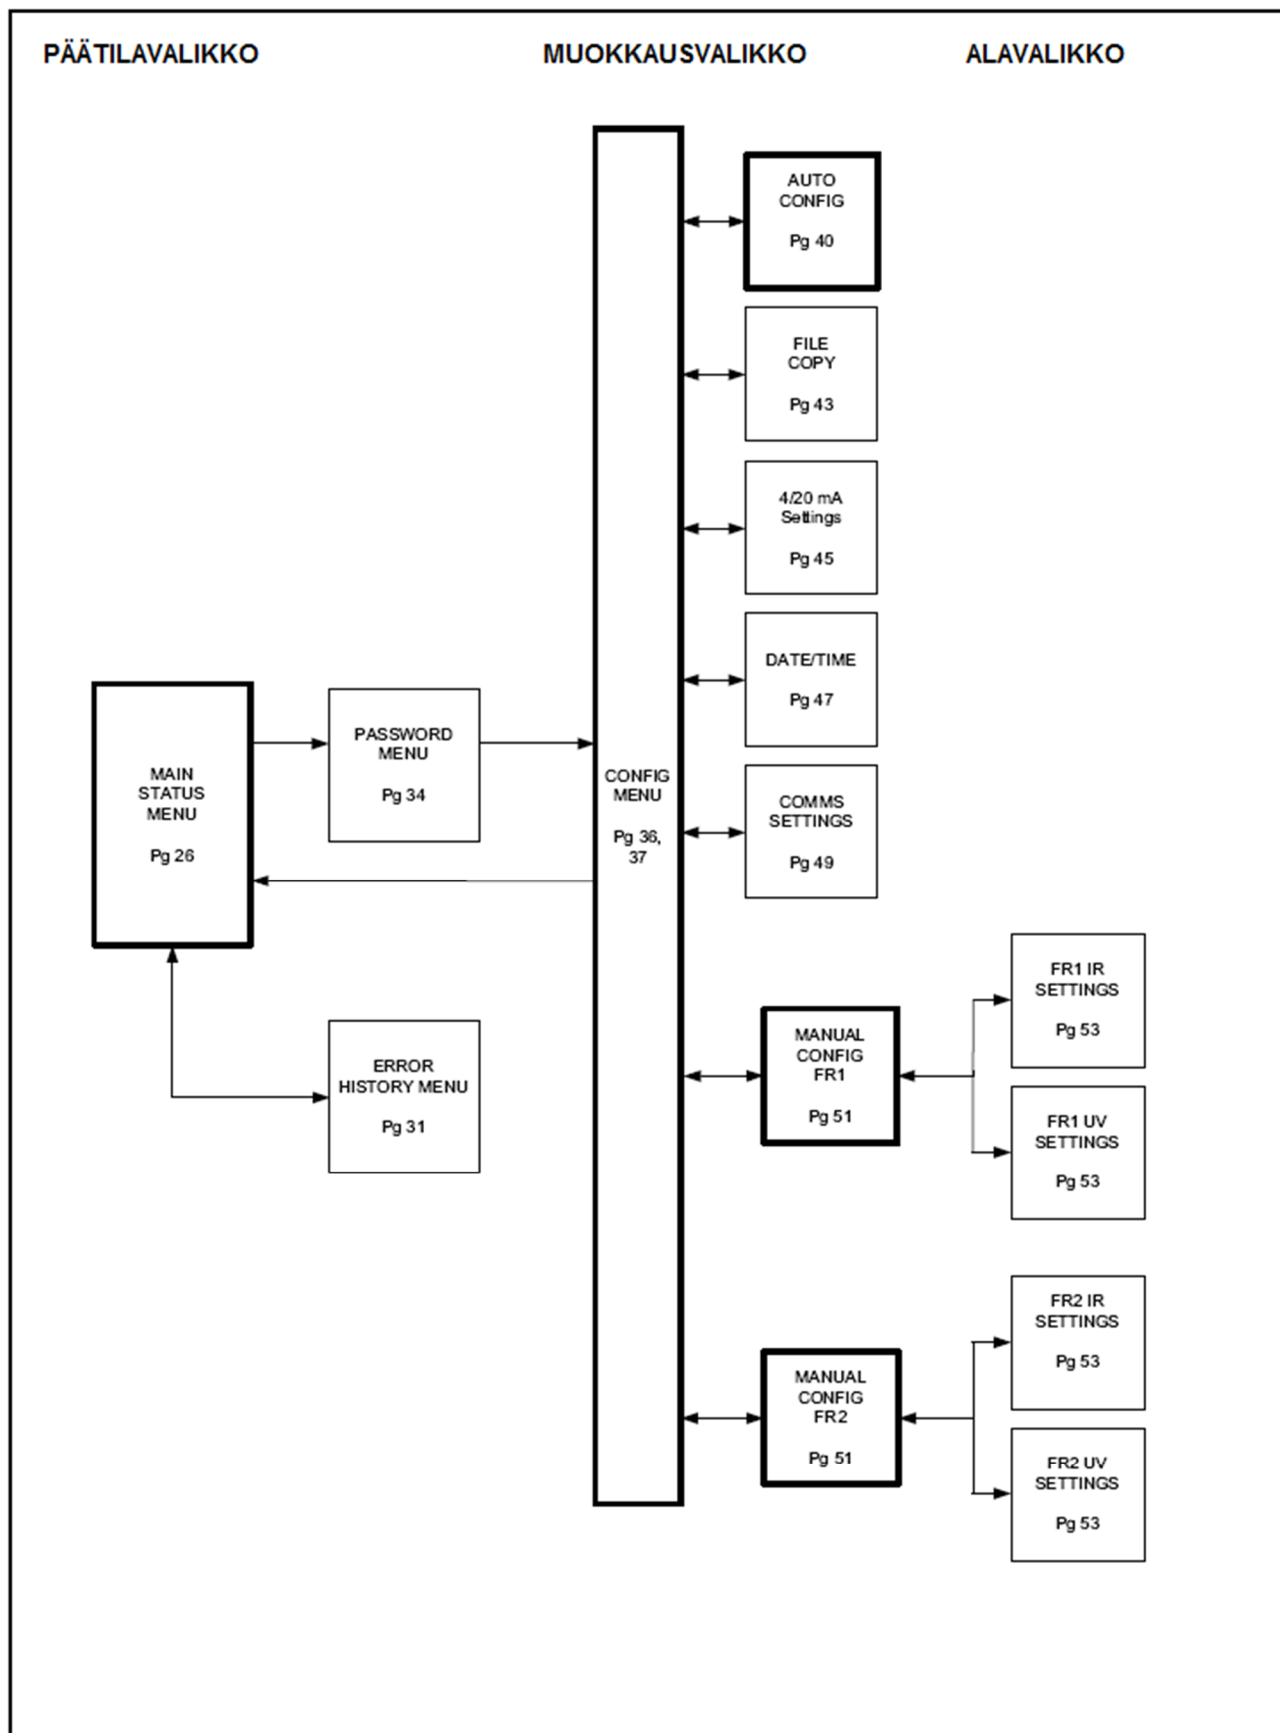 PÄÄTILAVALIKKO
MUOKKAUSVALIKKO
ALAVALIKKO
AUTO
CONFIG
Pg 40
FILE
COPY
Pg 43
4/20 mA
Settings
Pg 45
DATE/TIME
Pg 47
COMMS
SETTINGS
Pg 49
MAIN
STATUS
MENU
Pg 26
PASSWORD
MENU
Pg 34
CONFIG
MENU
Pg 36,
37
ERROR
HISTORY MENU
Pg 31
MANUAL
CONFIG
FR1
Pg 51
FR1 IR
SETTINGS
Pg 53
FR1 UV
SETTINGS
Pg 53
MANUAL
CONFIG
FR2
Pg 51
FR2 IR
SETTINGS
Pg 53
FR2 UV
SETTINGS
Pg 53